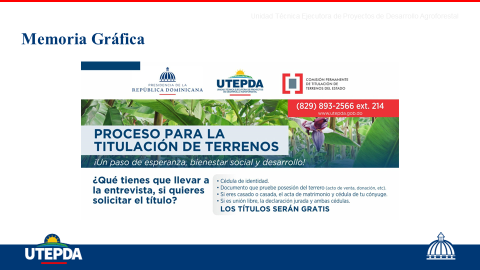 Unidad Técnica Ejecutora de Proyectos de Desarrollo Agroforestal
Memoria Gráfica
PRESIDENCIA DE LA
REPÚBLICA DOMINICANA
UTEPDA
COMISIÓN PERMANENTE
DE TITULACIÓN DE
TERRENOS DEL ESTADO
(829) 893-2566 ext. 214
www.utepda.gob.do
PROCESO PARA LA
TITULACIÓN DE TERRENOS
¡Un paso de esperanza, bienestar social y desarrollo!
¿Qué tienes que llevar a
la entrevista, si quieres
solicitar el título?
• Cédula de identidad.
• Documento que pruebe posesión del terreno (acto de venta, donación, etc).
• Si eres casado o casada, el acta de matrimonio y cédula de tu cónyuge.
• Si es unión libre, la declaración jurada y ambas cédulas.
LOS TÍTULOS SERÁN GRATIS
UTEPDA